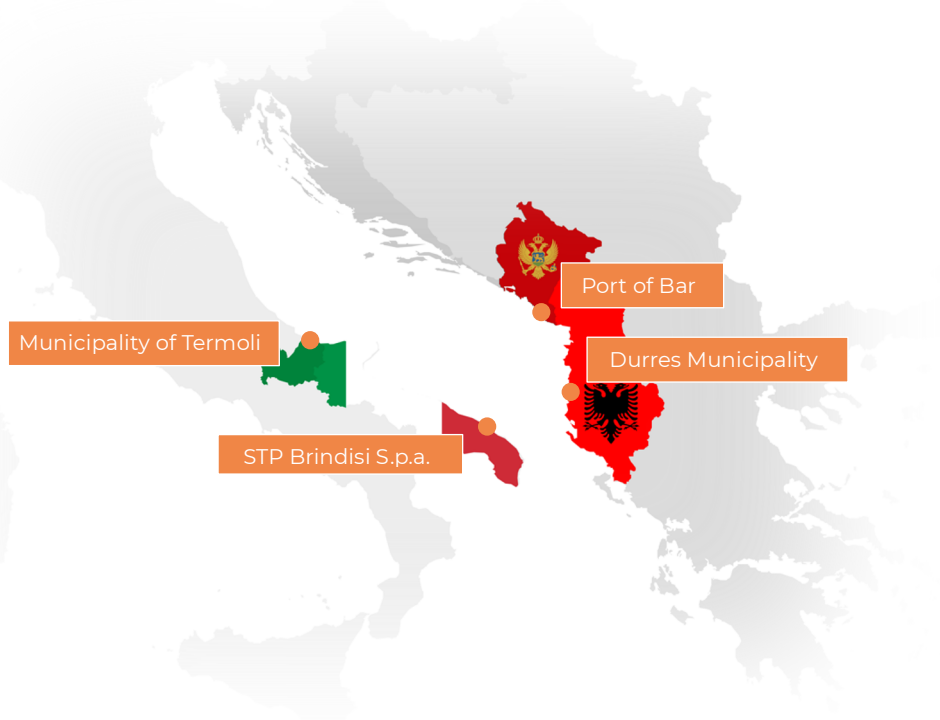 Port of Bar
Municipality of Termoli
Durres Municipality
STP Brindisi S.p.a.